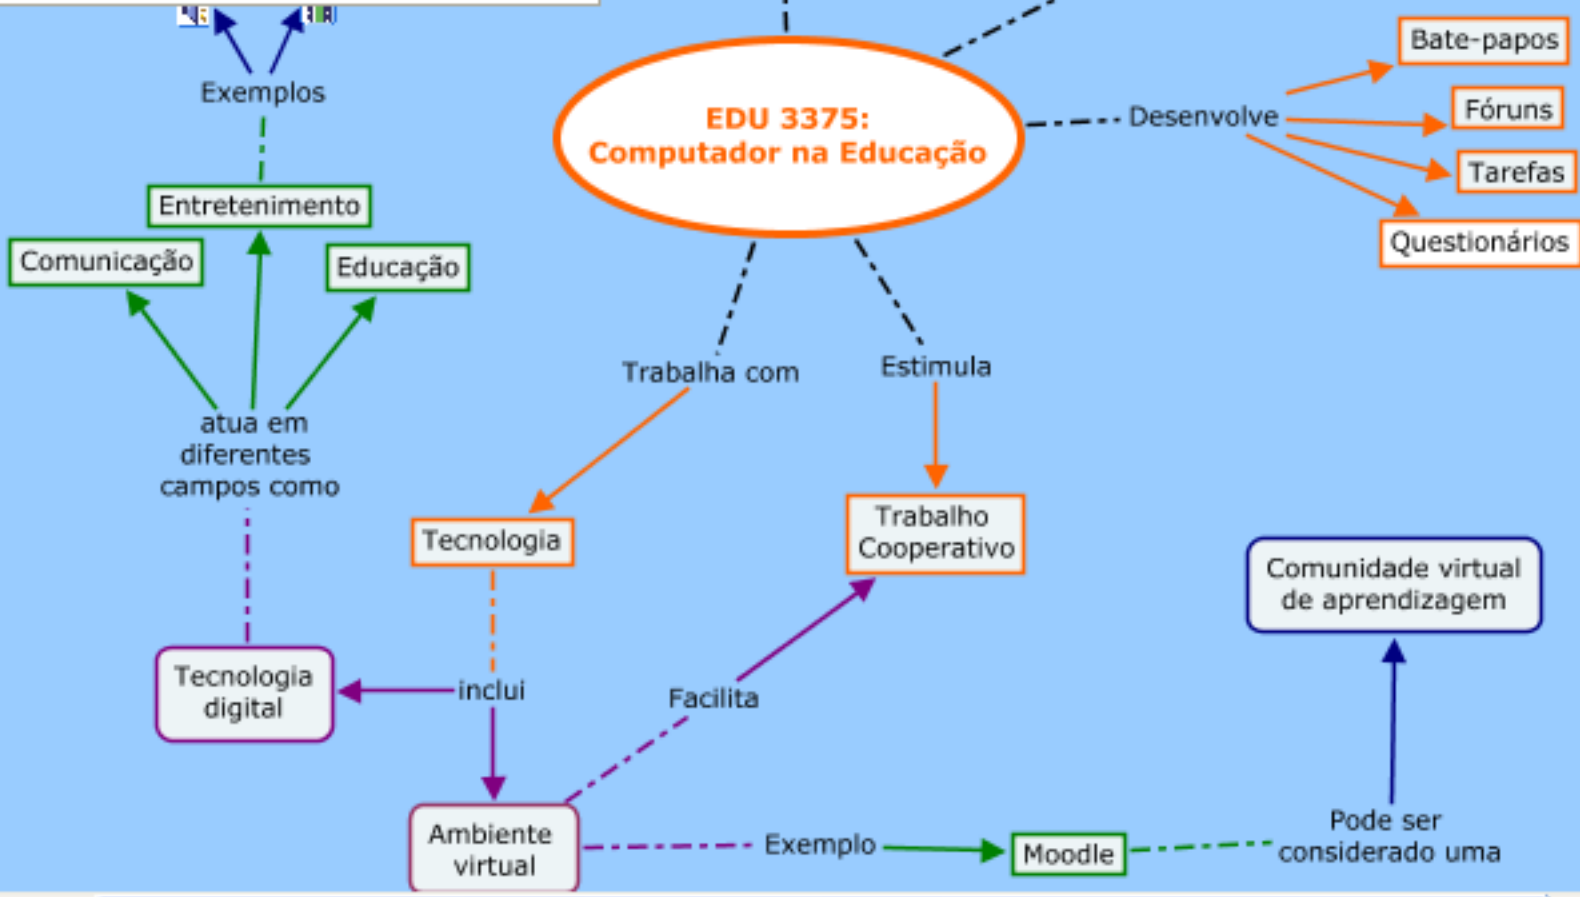 Exemplos
Entretenimento
Comunicação
Educação
atua em
diferentes
campos como
Tecnologia
digital
EDU 3375:
Computador na Educação
Desenvolve
Bate-papos
Fóruns
Tarefas
Questionários
Trabalha com
Estimula
Tecnologia
Trabalho
Cooperativo
inclui
Facilita
Ambiente
virtual
Exemplo
Moodle
Pode ser
considerado uma
Comunidade virtual
de aprendizagem